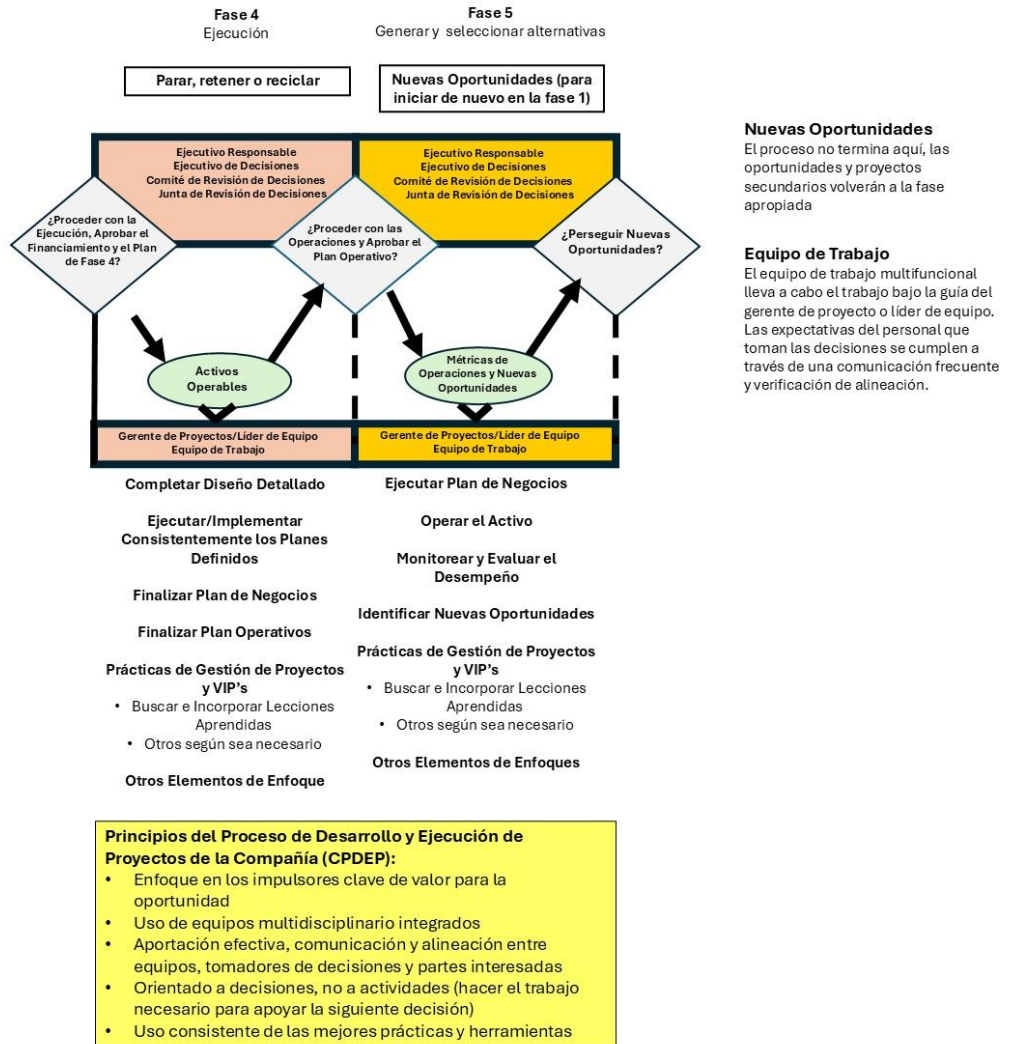 Fase 4
Ejecución
Fase 5
Generar y seleccionar alternativas
Parar, retener o reciclar
Nuevas Oportunidades (para
iniciar de nuevo en la fase 1)
Ejecutivo Responsable
Ejecutivo de Decisiones
Comité de Revisión de Decisiones
Junta de Revisión de Decisiones
Ejecutivo Responsable
Ejecutivo de Decisiones
Comité de Revisión de Decisiones
Junta de Revisión de Decisiones
¿Proceder con la
Ejecución, Aprobar el
Financiamiento y el Plan
de Fase 4?
¿Proceder con las
Operaciones y Aprobar el
Plan Operativo?
¿Perseguir Nuevas
Oportunidades?
Activos
Operables
Métricas de
Operaciones y Nuevas
Oportunidades
Gerente de Proyectos/Líder de Equipo
Equipo de Trabajo
Gerente de Proyectos/Líder de Equipo
Equipo de Trabajo
Completar Diseño Detallado
Ejecutar/Implementar
Consistentemente los Planes
Definidos
Finalizar Plan de Negocios
Finalizar Plan Operativos
Prácticas de Gestión de Proyectos
y VIP's
• Buscar e Incorporar Lecciones
Aprendidas
• Otros según sea necesario
Otros Elementos de Enfoque
Ejecutar Plan de Negocios
Operar el Activo
Monitorear y Evaluar el
Desempeño
Identificar Nuevas Oportunidades
Prácticas de Gestión de Proyectos
y VIP's
• Buscar e Incorporar Lecciones
Aprendidas
• Otros según sea necesario
Otros Elementos de Enfoques
Nuevas Oportunidades
El proceso no termina aquí, las
oportunidades y proyectos
secundarios volverán a la fase
apropiada
Equipo de Trabajo
El equipo de trabajo multifuncional
lleva a cabo el trabajo bajo la guía del
gerente de proyecto o líder de equipo.
Las expectativas del personal que
toman las decisiones se cumplen a
través de una comunicación frecuente
y verificación de alineación.
Principios del Proceso de Desarrollo y Ejecución de
Proyectos de la Compañía (CPDEP):
• Enfoque en los impulsores clave de valor para la
oportunidad
• Uso de equipos multidisciplinario integrados
• Aportación efectiva, comunicación y alineación entre
equipos, tomadores de decisiones y partes interesadas
• Orientado a decisiones, no a actividades (hacer el trabajo
necesario para apoyar la siguiente decisión)
• Uso consistente de las mejores prácticas y herramientas